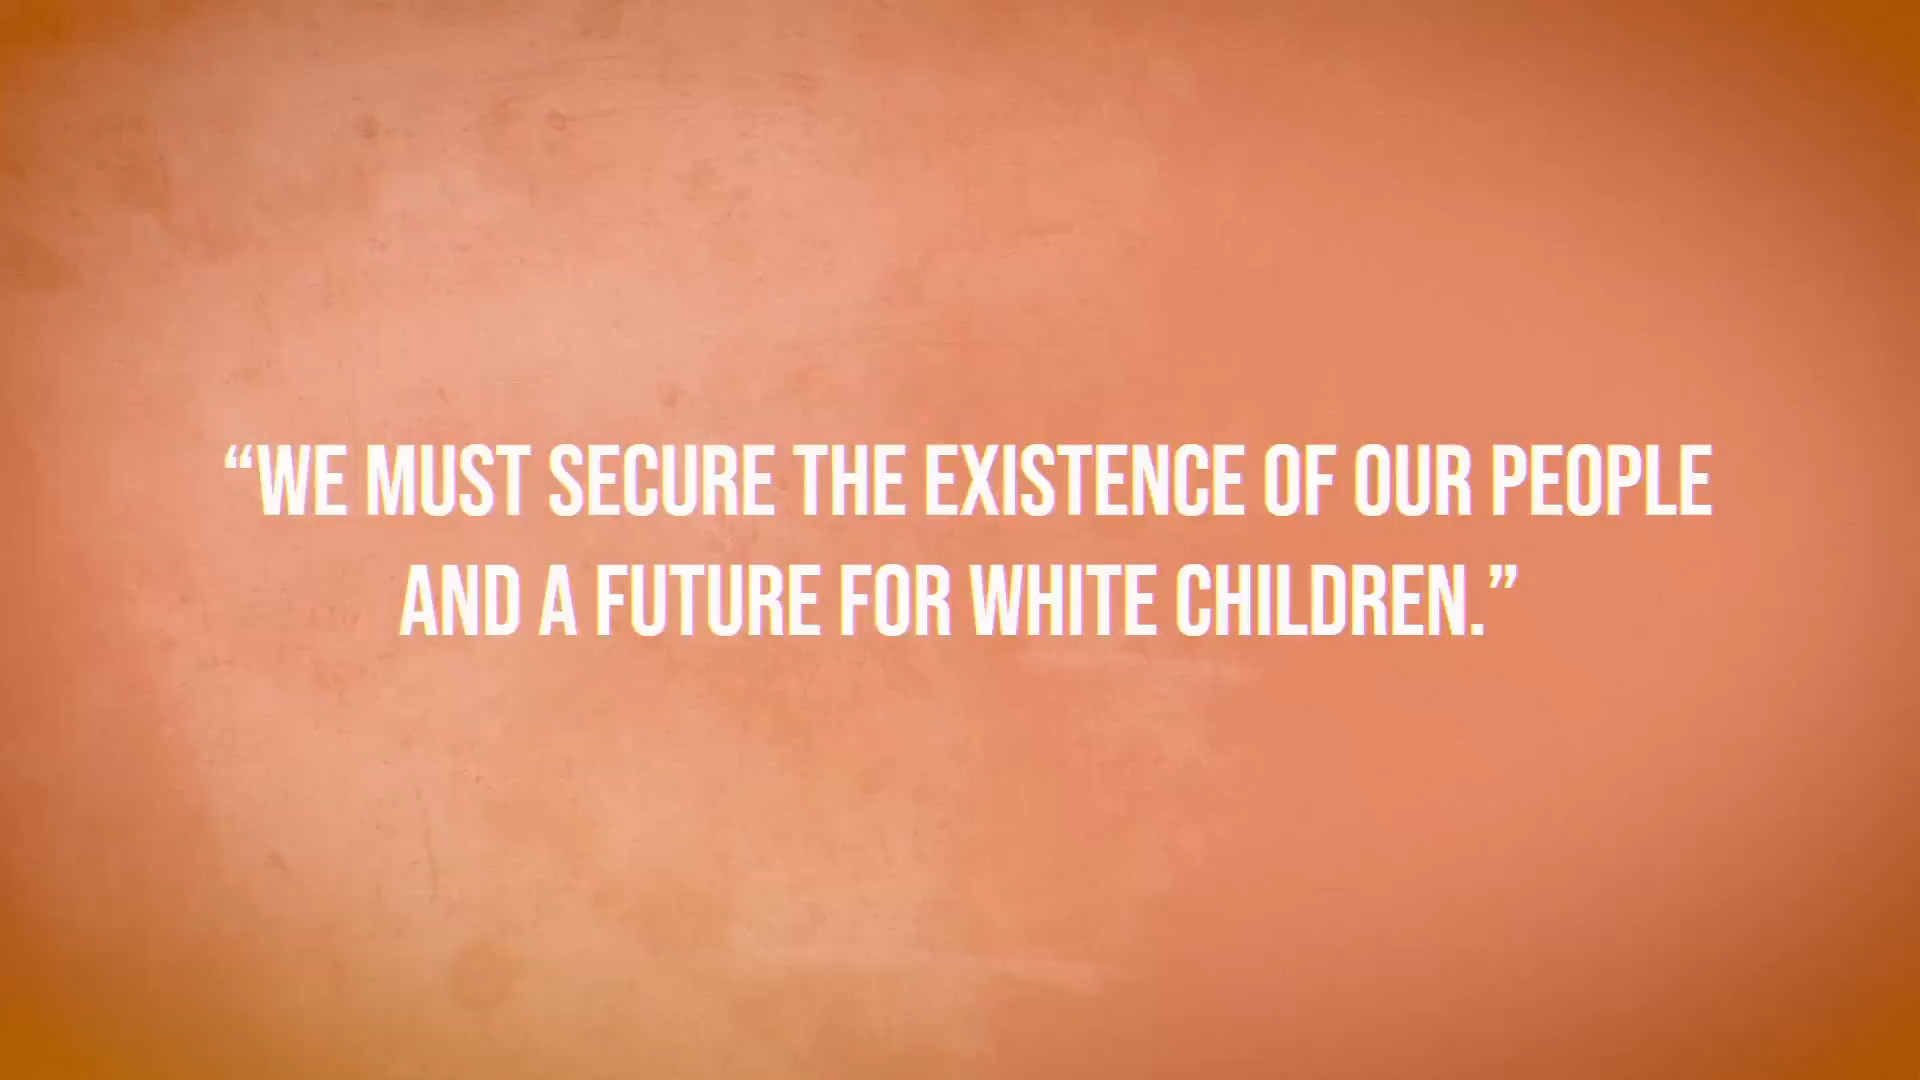 “WE MUST SECURE THE EXISTENCE OF OUR PEOPLE
AND A FUTURE FOR WHITE CHILDREN.”